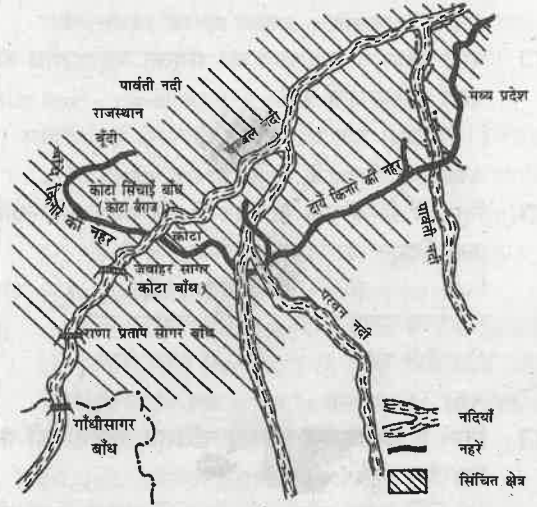 पार्वती नदी
राजस्थान
बूँदी
चम्बल नदी
मध्य प्रदेश
बायें किनारे की नहर
कोटा सिंचाई बाँध
(कोटा बैराज)
कोटा
दायें किनारे की नहर
पार्वती नदी
जवाहर सागर
(कोटा बाँध)
परवन नदी
राणा प्रताप सागर बाँध
गाँधीसागर
बाँध
नदियाँ
नहरें
सिंचित क्षेत्र